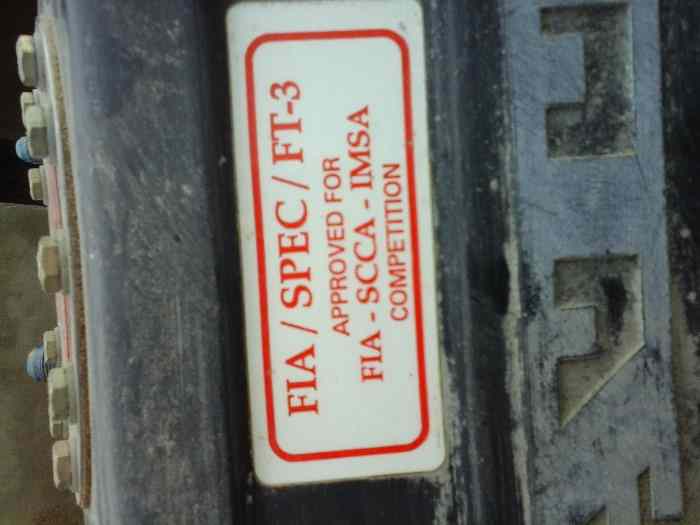 FIA / SPEC / FT-3
APPROVED FOR
FIA - SCCA - IMSA
COMPETITION